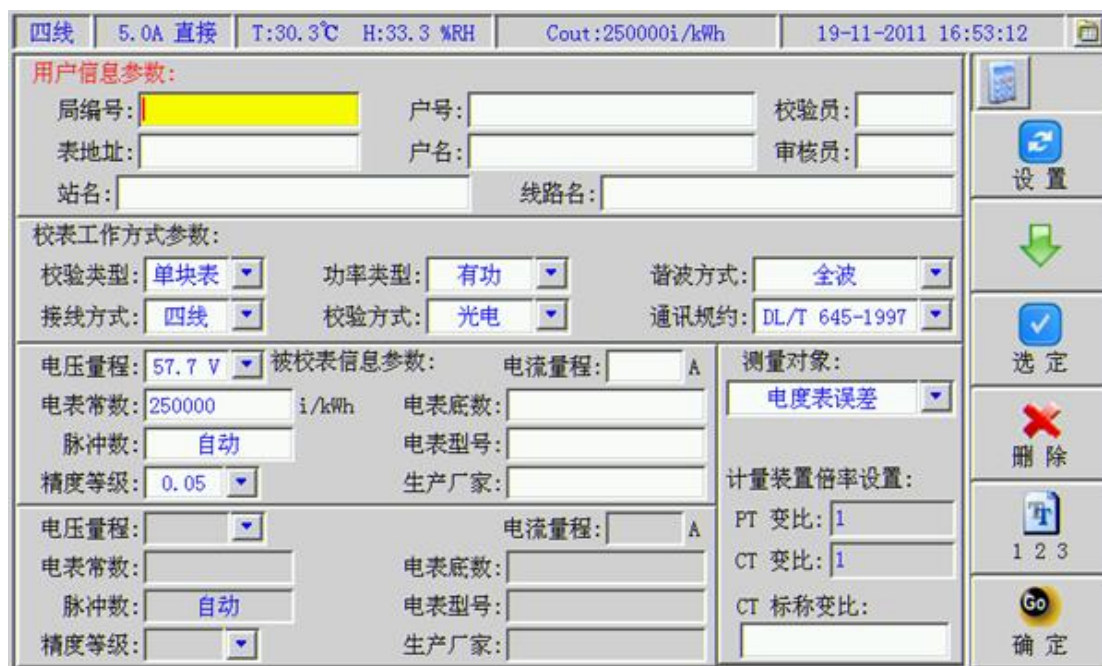 四线 5.0A 直接 T:30.3℃ H:33.3 %RH Cout:250000i/kWh 19-11-2011 16:53:12
用户信息参数:
局编号: 户号: 校验员:
表地址: 户名: 审核员:
站名: 线路名:
设 置
校表工作方式参数:
校验类型: 单块表 功率类型: 有功 谐波方式: 全波
接线方式: 四线 校验方式: 光电 通讯规约: DL/T 645-1997
电压量程: 57.7 V 被校表信息参数: 电流量程: A 测量对象:
选 定
电表常数: 250000 i/kWh 电表底数: 电度表误差
脉冲数: 自动 电表型号:
删 除
精度等级: 0.05 生产厂家: 计量装置倍率设置:
电压量程: 电流量程: A PT 变比: 1
1 2 3
电表常数: 电表底数: CT 变比: 1
脉冲数: 自动 电表型号: CT 标称变比:
Go
精度等级: 生产厂家:
确 定